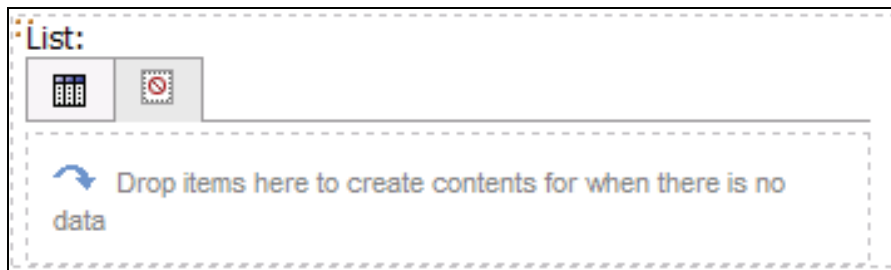 List:
Drop items here to create contents for when there is no
data